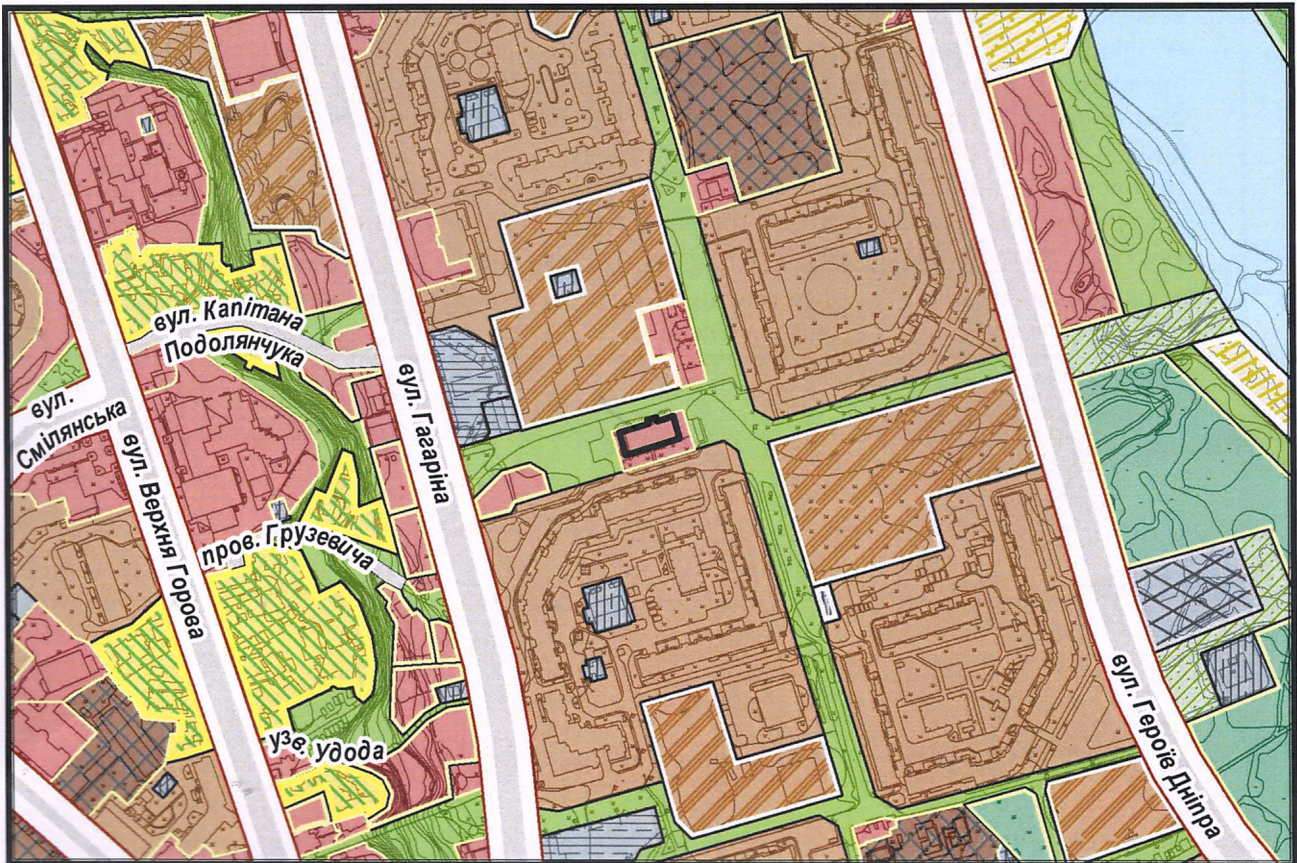 вул. Капітана
Подолянчука
вул.
Смілянська
вул. Верхня Горова
вул. Гагаріна
пров. Грузевича
узв. Удода
вул. Героїв Дніпра